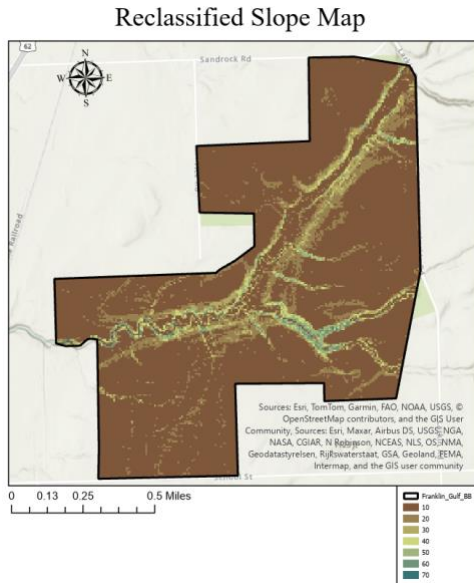 Reclassified Slope Map
62
N
W E
S
Sandrock Rd
Railroad
Sources: Esri, TomTom, Garmin, FAO, NOAA, USGS, ©
OpenStreetMap contributors, and the GIS User
Community, Sources: Esri, Maxar, Airbus DS, USGS, NGA,
NASA, CGIAR, N Robinson, NCEAS, NLS, OS, NMA,
Geodatastyrelsen, Rijkswaterstaat, GSA, Geoland, FEMA,
Intermap, and the GIS user community
School St
0 0.13 0.25 0.5 Miles
Franklin_Gulf_BB
10
20
30
40
50
60
70